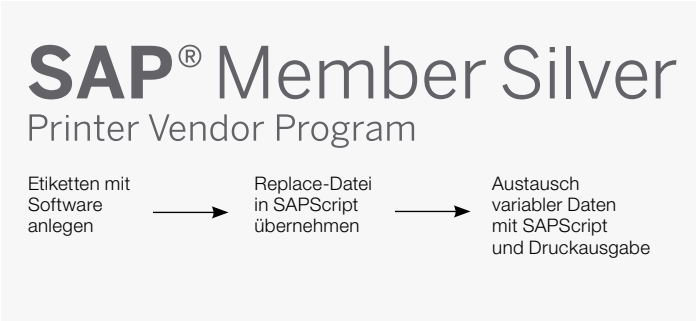 SAP® Member Silver
Printer Vendor Program
Etiketten mit
Software
anlegen
Replace-Datei
in SAPScript
übernehmen
Austausch
variabler Daten
mit SAPScript
und Druckausgabe